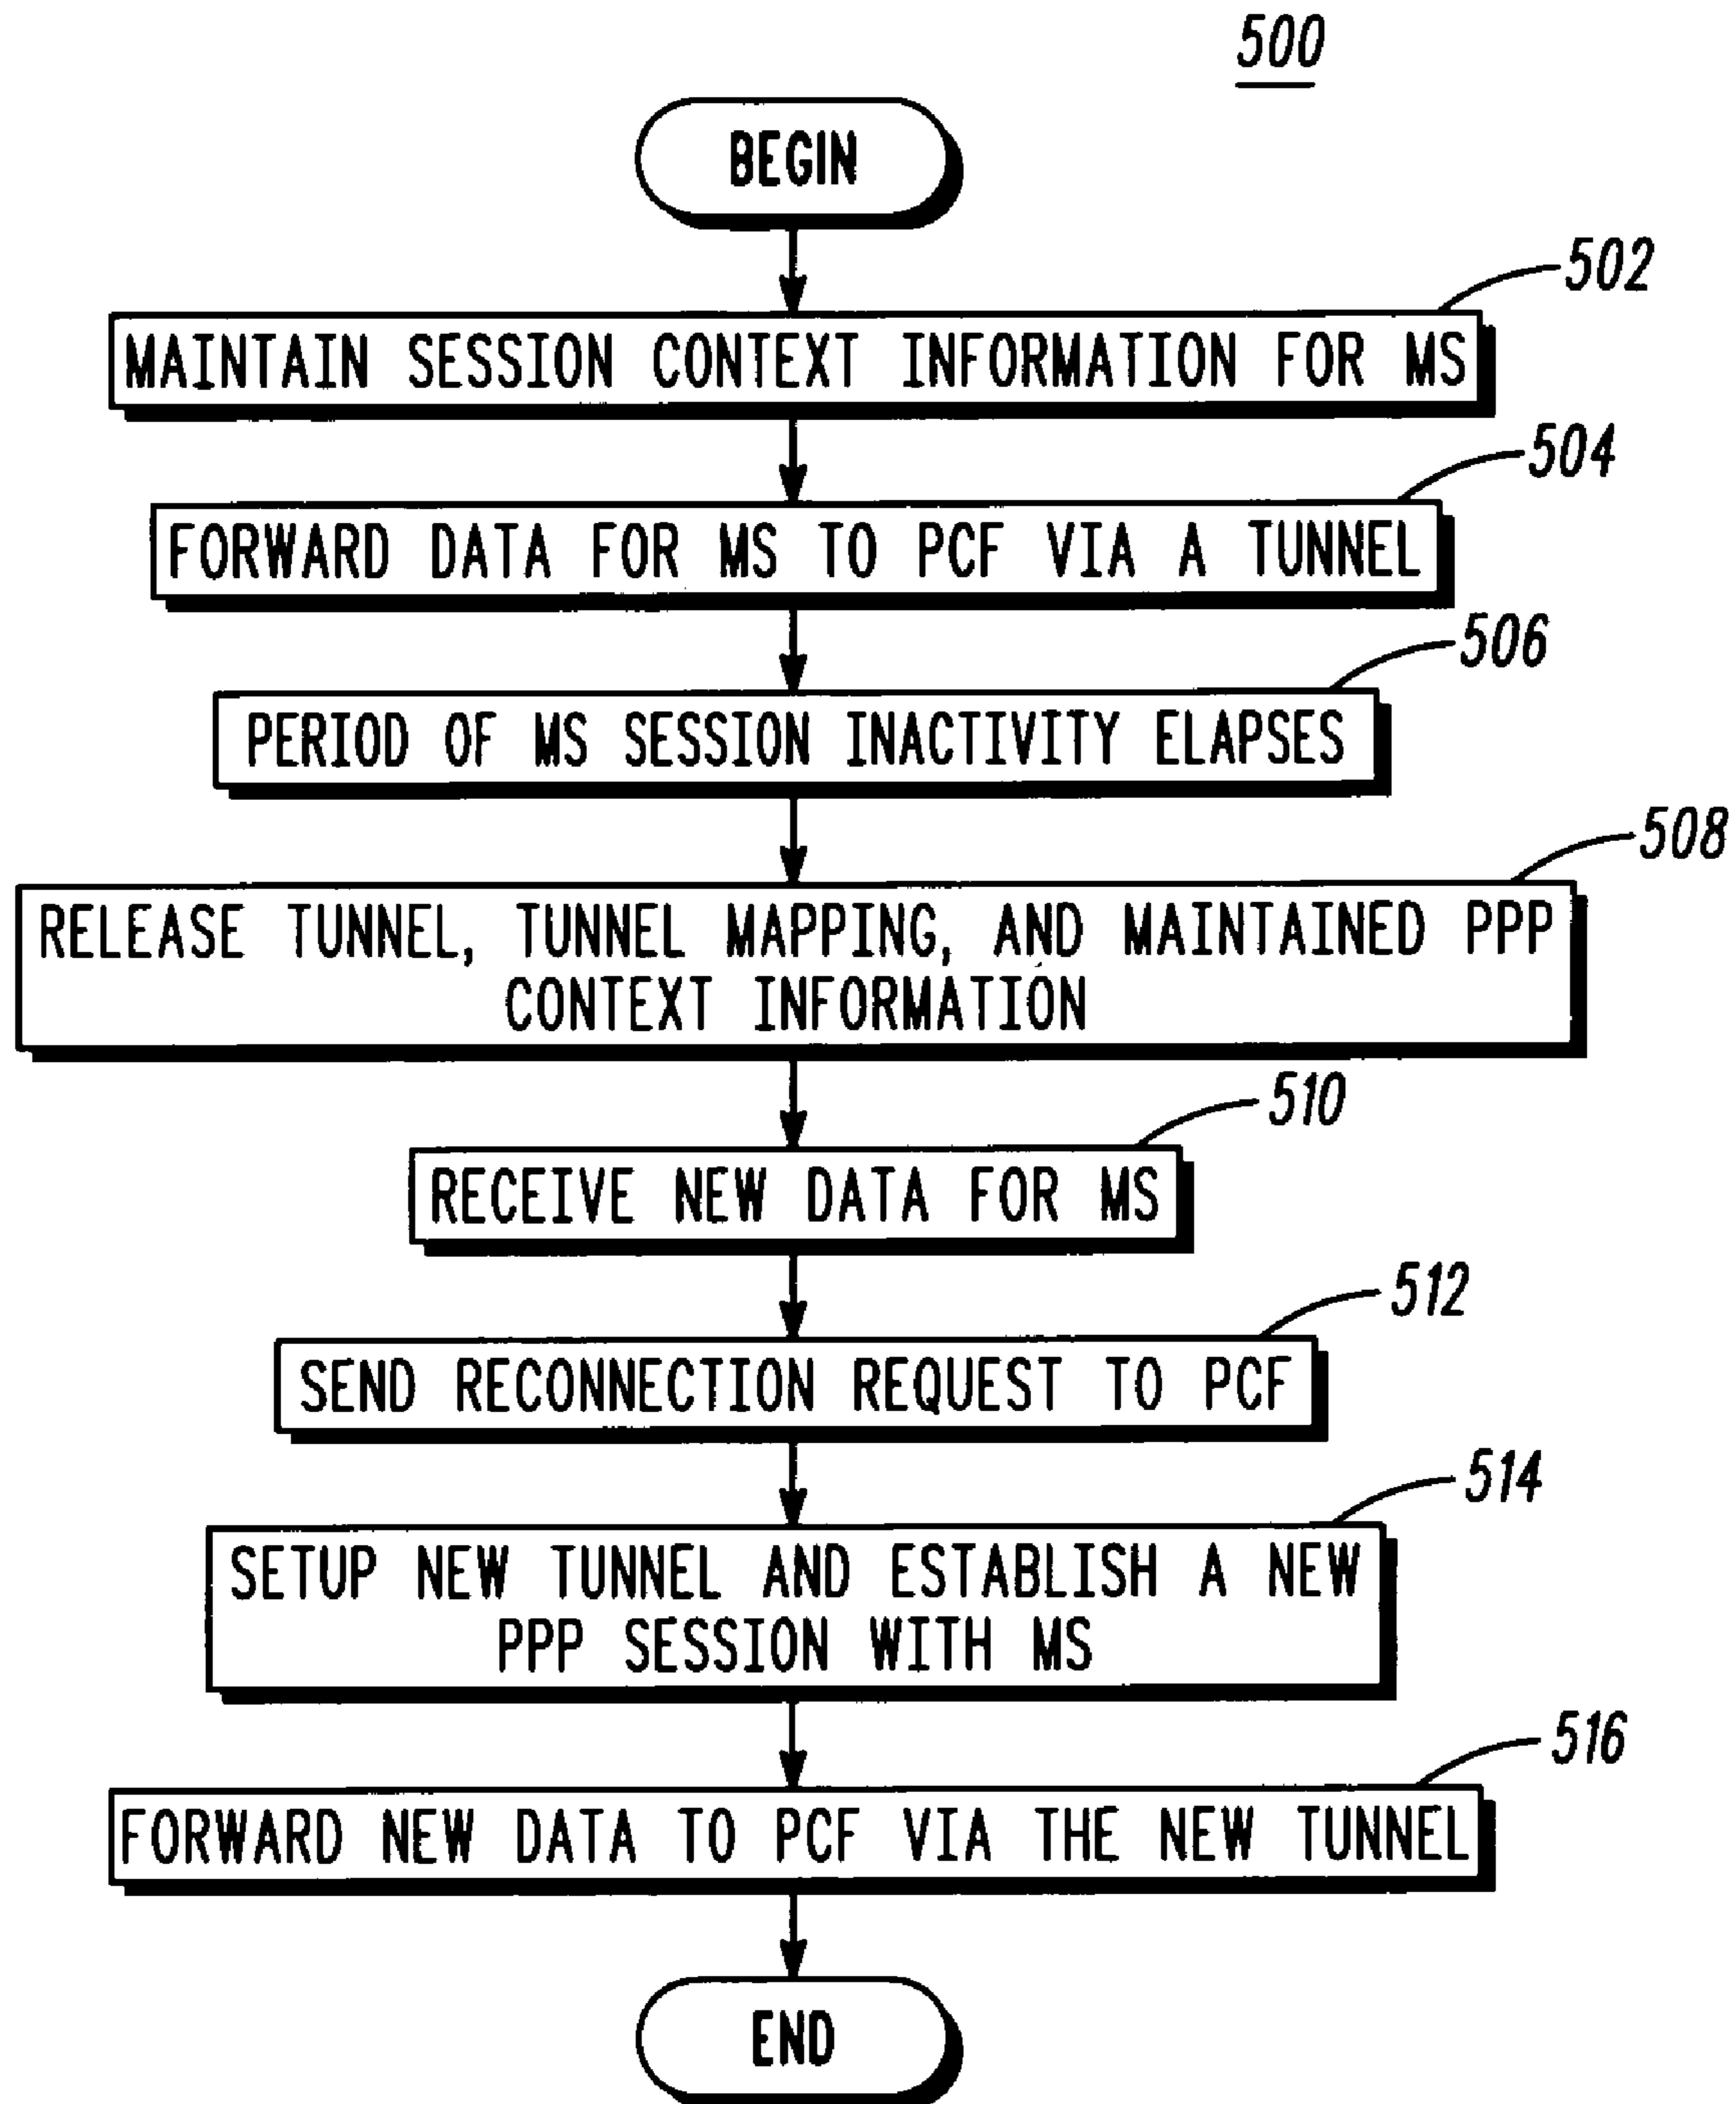 500
BEGIN
502
MAINTAIN SESSION CONTEXT INFORMATION FOR MS
504
FORWARD DATA FOR MS TO PCF VIA A TUNNEL
506
PERIOD OF MS SESSION INACTIVITY ELAPSES
508
RELEASE TUNNEL, TUNNEL MAPPING, AND MAINTAINED PPP
CONTEXT INFORMATION
510
RECEIVE NEW DATA FOR MS
512
SEND RECONNECTION REQUEST TO PCF
514
SETUP NEW TUNNEL AND ESTABLISH A NEW
PPP SESSION WITH MS
516
FORWARD NEW DATA TO PCF VIA THE NEW TUNNEL
END